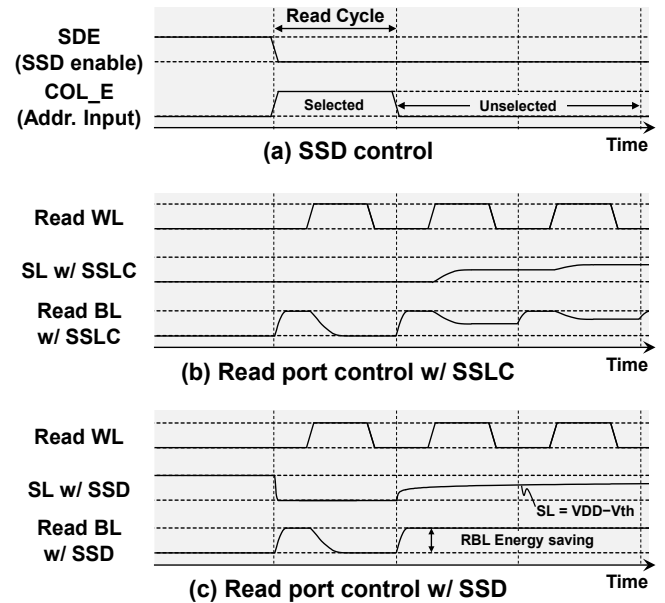 Read Cycle
SDE
(SSD enable)
COL_E
(Addr. Input)
Selected
Unselected
Time
(a) SSD control
Read WL
SL w/ SSLC
Read BL
w/ SSLC
Time
(b) Read port control w/ SSLC
Read WL
SL w/ SSD
SL = VDD−Vth
Read BL
w/ SSD
RBL Energy saving
Time
(c) Read port control w/ SSD